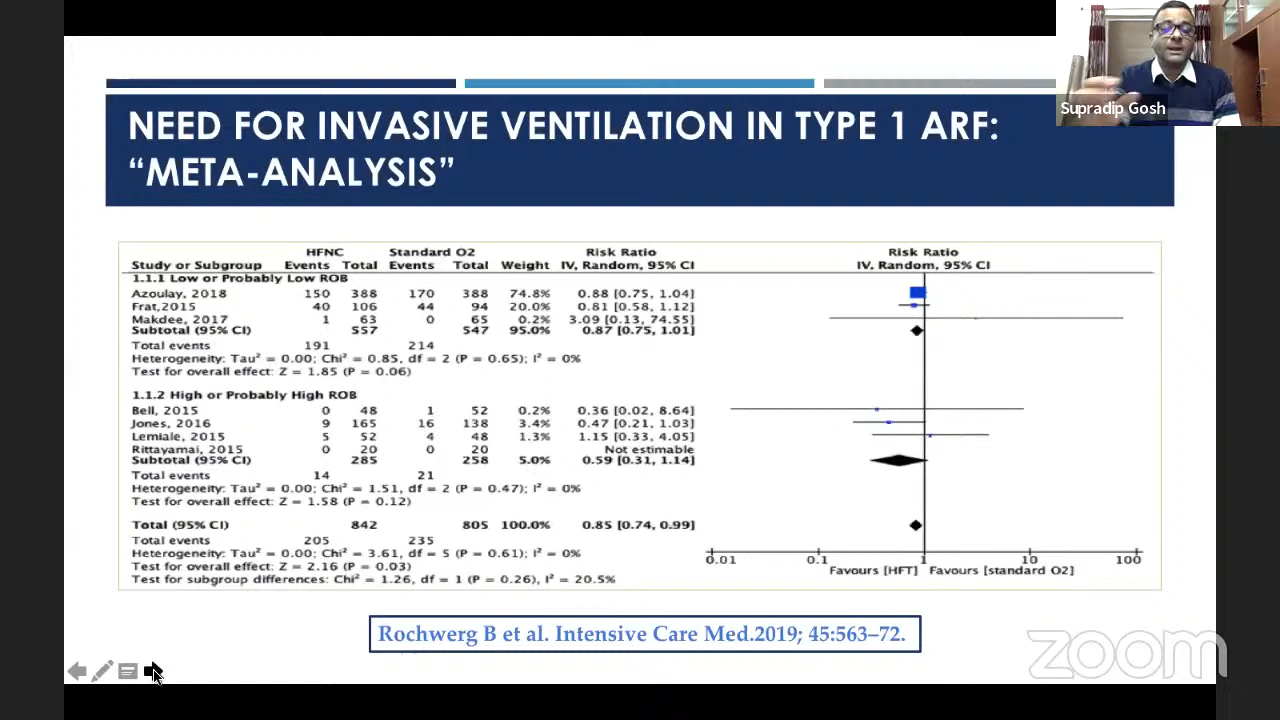 Supradip Gosh
NEED FOR INVASIVE VENTILATION IN TYPE 1 ARF:
“META-ANALYSIS”
HFNC Standard O2 Risk Ratio Risk Ratio
Study or Subgroup Events Total Events Total Weight IV, Random, 95% CI IV, Random, 95% CI
1.1.1 Low or Probably Low ROB
Azoulay, 2018 150 388 170 388 74.8% 0.88 [0.75, 1.04]
Frat,2015 40 106 44 94 20.0% 0.81 [0.58, 1.12]
Makdee, 2017 1 63 0 65 0.2% 3.09 [0.13, 74.55]
Subtotal (95% CI) 557 547 95.0% 0.87 [0.75, 1.01]
Total events 191 214
Heterogeneity: Tau² = 0.00; Chi² = 0.85, df = 2 (P = 0.65); I² = 0%
Test for overall effect: Z = 1.85 (P = 0.06)
1.1.2 High or Probably High ROB
Bell, 2015 0 48 1 52 0.2% 0.36 [0.02, 8.64]
Jones, 2016 9 165 16 138 3.4% 0.47 [0.21, 1.03]
Lemiale, 2015 5 52 4 48 1.3% 1.15 [0.33, 4.05]
Rittayamai, 2015 0 20 0 20 Not estimable
Subtotal (95% CI) 285 258 5.0% 0.59 [0.31, 1.14]
Total events 14 21
Heterogeneity: Tau² = 0.00; Chi² = 1.51, df = 2 (P = 0.47); I² = 0%
Test for overall effect: Z = 1.58 (P = 0.12)
Total (95% CI) 842 805 100.0% 0.85 [0.74, 0.99]
Total events 205 235
Heterogeneity: Tau² = 0.00; Chi² = 3.61, df = 5 (P = 0.61); I² = 0%
Test for overall effect: Z = 2.16 (P = 0.03)
Test for subgroup differences: Chi² = 1.26, df = 1 (P = 0.26), I² = 20.5%
0.01 0.1 1 10 100
Favours [HFT] Favours [standard O2]
Rochwerg B et al. Intensive Care Med.2019; 45:563–72.
zoom